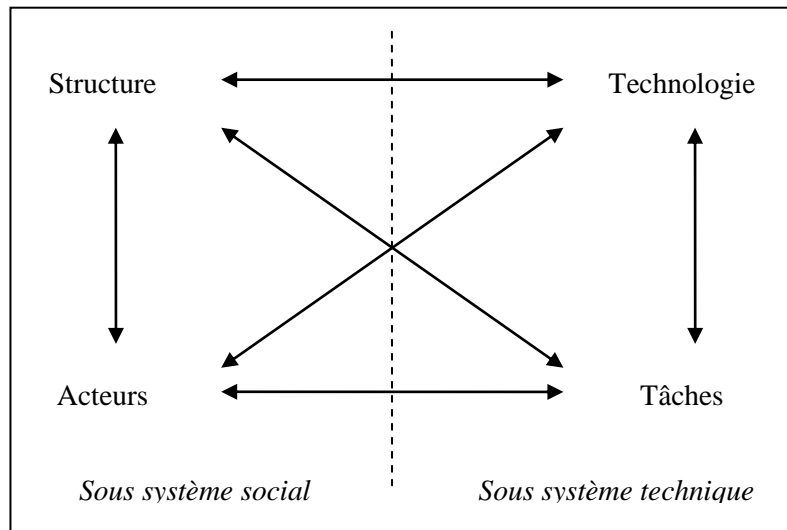 Structure Technologie
Acteurs Tâches
Sous système social Sous système technique